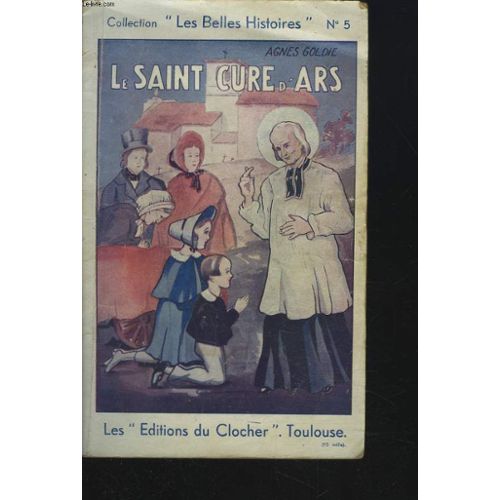 Collection " Les Belles Histoires " N° 5
AGNES GOLDIE
LE SAINT CURE D'ARS
Les " Editions du Clocher ". Toulouse.